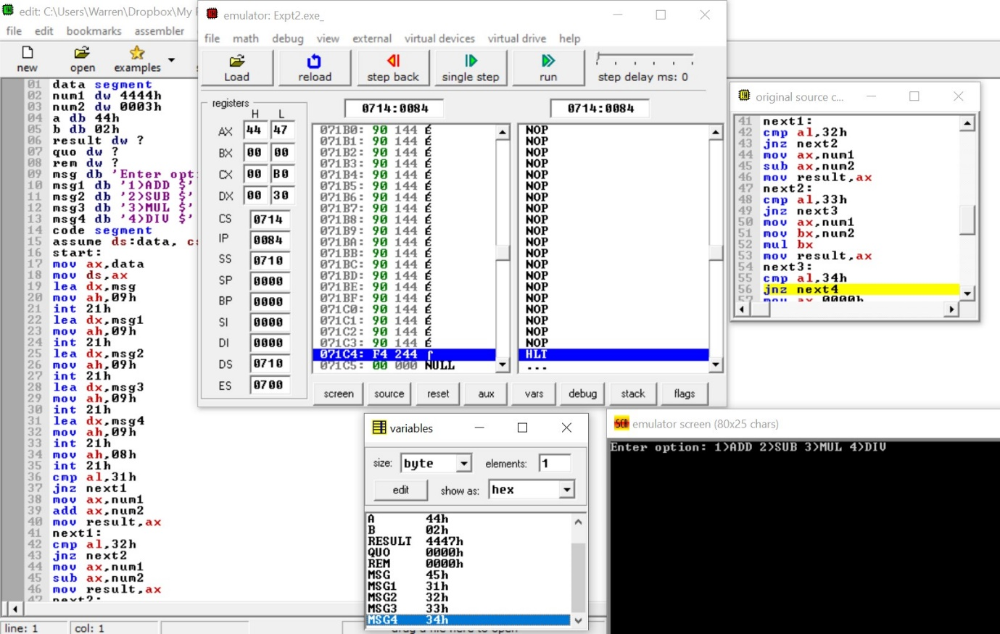 edit: C:\Users\Warren\Dropbox\My
file edit bookmarks assembler
new open examples
01 data segment
02 num1 dw 4444h
03 num2 dw 0003h
04 a db 44h
05 b db 02h
06 result dw ?
07 quo dw ?
08 rem dw ?
09 msg db 'Enter opt
10 msg1 db '1)ADD $'
11 msg2 db '2)SUB $'
12 msg3 db '3)MUL $'
13 msg4 db '4)DIV $'
14 code segment
15 assume ds:data, cs
16 start:
17 mov ax,data
18 mov ds,ax
19 lea dx,msg
20 mov ah,09h
21 int 21h
22 lea dx,msg1
23 mov ah,09h
24 int 21h
25 lea dx,msg2
26 mov ah,09h
27 int 21h
28 lea dx,msg3
29 mov ah,09h
30 int 21h
31 lea dx,msg4
32 mov ah,09h
33 int 21h
34 mov ah,08h
35 int 21h
36 cmp al,31h
37 jnz next1
38 mov ax,num1
39 add ax,num2
40 mov result,ax
41 next1:
42 cmp al,32h
43 jnz next2
44 mov ax,num1
45 sub ax,num2
46 mov result,ax
47 next2:
line: 1 col: 1
drag a file here to open
emulator: Expt2.exe_
file math debug view external virtual devices virtual drive help
Load reload step back single step run step delay ms: 0
registers
H L
AX 44 47
BX 00 00
CX 00 B0
DX 00 30
CS 0714
IP 0084
SS 0710
SP 0000
BP 0000
SI 0000
DI 0000
DS 0710
ES 0700
0714:0084 0714:0084
071B0: 90 144 É NOP
071B1: 90 144 É NOP
071B2: 90 144 É NOP
071B3: 90 144 É NOP
071B4: 90 144 É NOP
071B5: 90 144 É NOP
071B6: 90 144 É NOP
071B7: 90 144 É NOP
071B8: 90 144 É NOP
071B9: 90 144 É NOP
071BA: 90 144 É NOP
071BB: 90 144 É NOP
071BC: 90 144 É NOP
071BD: 90 144 É NOP
071BE: 90 144 É NOP
071BF: 90 144 É NOP
071C0: 90 144 É NOP
071C1: 90 144 É NOP
071C2: 90 144 É NOP
071C3: 90 144 É NOP
071C4: F4 244 ⌠ HLT
071C5: 00 000 NULL ...
screen source reset aux vars debug stack flags
original source c...
41 next1:
42 cmp al,32h
43 jnz next2
44 mov ax,num1
45 sub ax,num2
46 mov result,ax
47 next2:
48 cmp al,33h
49 jnz next3
50 mov ax,num1
51 mov bx,num2
52 mul bx
53 mov result,ax
54 next3:
55 cmp al,34h
56 jnz next4
57 mov ax,0000h
variables
size: byte elements: 1
edit show as: hex
A 44h
B 02h
RESULT 4447h
QUO 0000h
REM 0000h
MSG 45h
MSG1 31h
MSG2 32h
MSG3 33h
MSG4 34h
SCR emulator screen (80x25 chars)
Enter option: 1)ADD 2)SUB 3)MUL 4)DIV